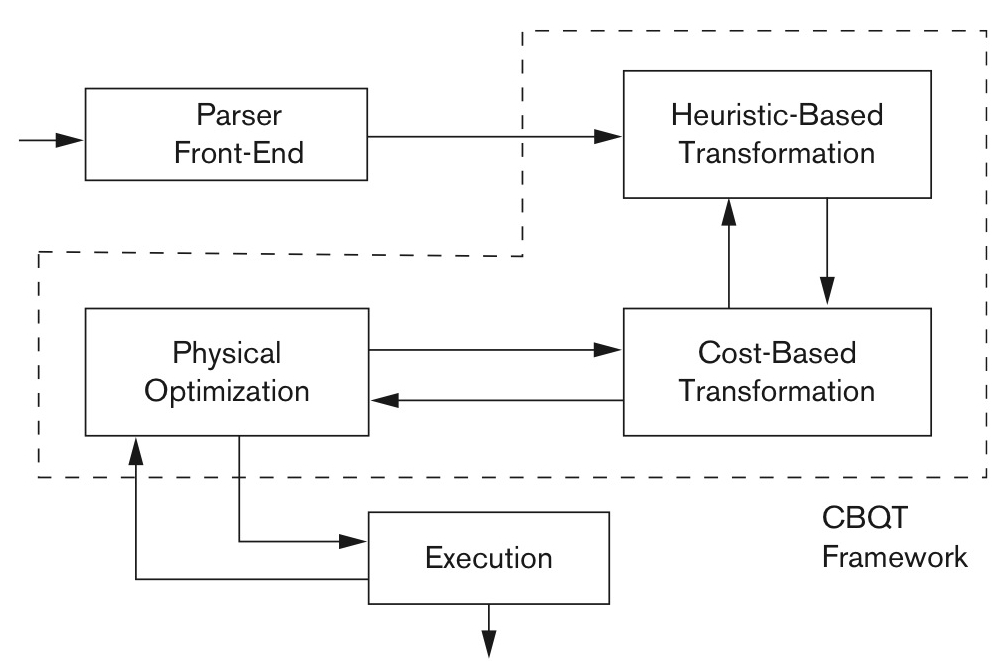 Parser
Front-End
Heuristic-Based
Transformation
Physical
Optimization
Cost-Based
Transformation
CBQT
Framework
Execution